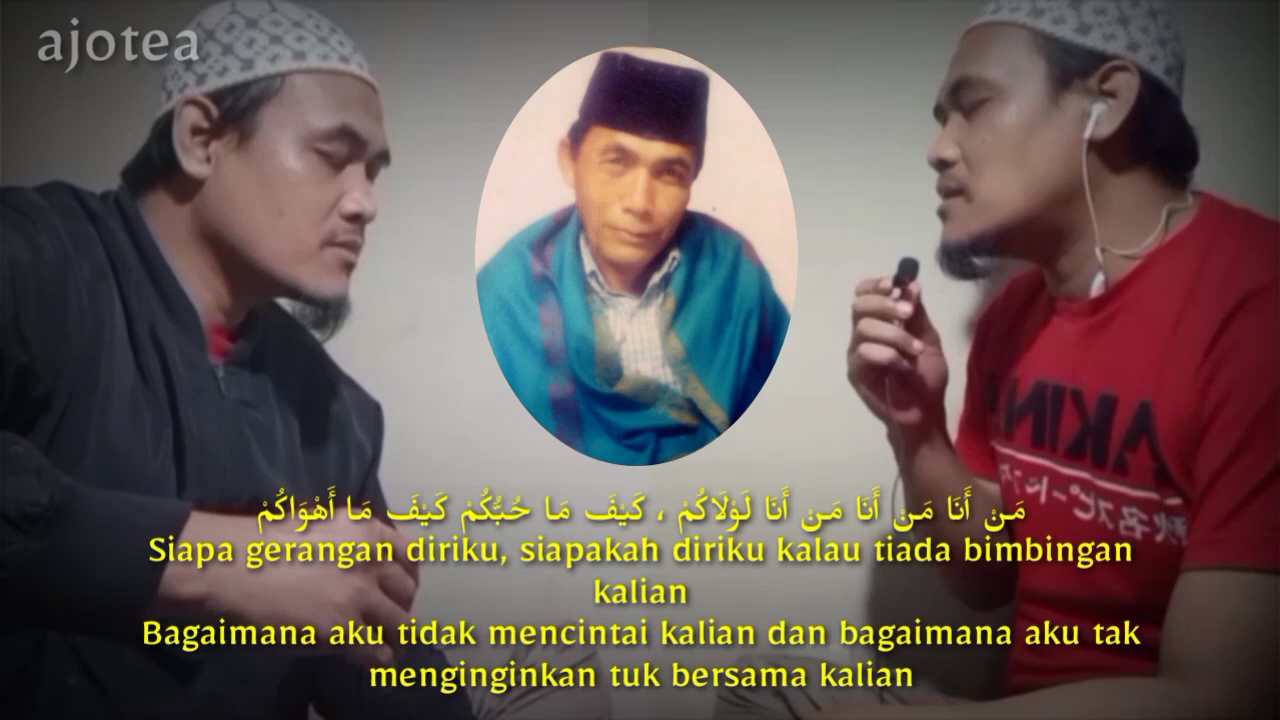 ajotea
مَنْ أَنَا مَنْ أَنَا مَنْ أَنَا لَوْلَاكُمْ ، كَيْفَ مَا حُبُّكُمْ كَيْفَ مَا أَهْوَاكُمْ
Siapa gerangan diriku, siapakah diriku kalau tiada bimbingan
kalian
Bagaimana aku tidak mencintai kalian dan bagaimana aku tak
menginginkan tuk bersama kalian